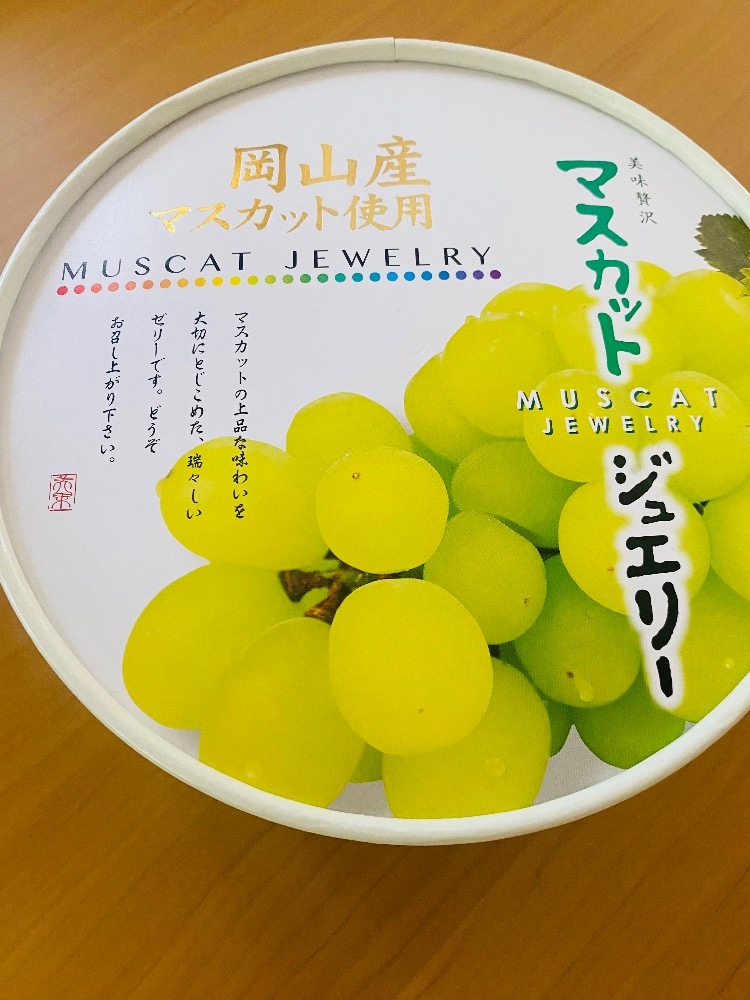 岡山産
マスカット使用
MUSCAT JEWELRY
美味贅沢
マスカット
MUSCAT
JEWELRY
ジュエリー
マスカットの上品な味わいを
大切にとじこめた、瑞々しい
ゼリーです。どうぞ
お召し上がり下さい。